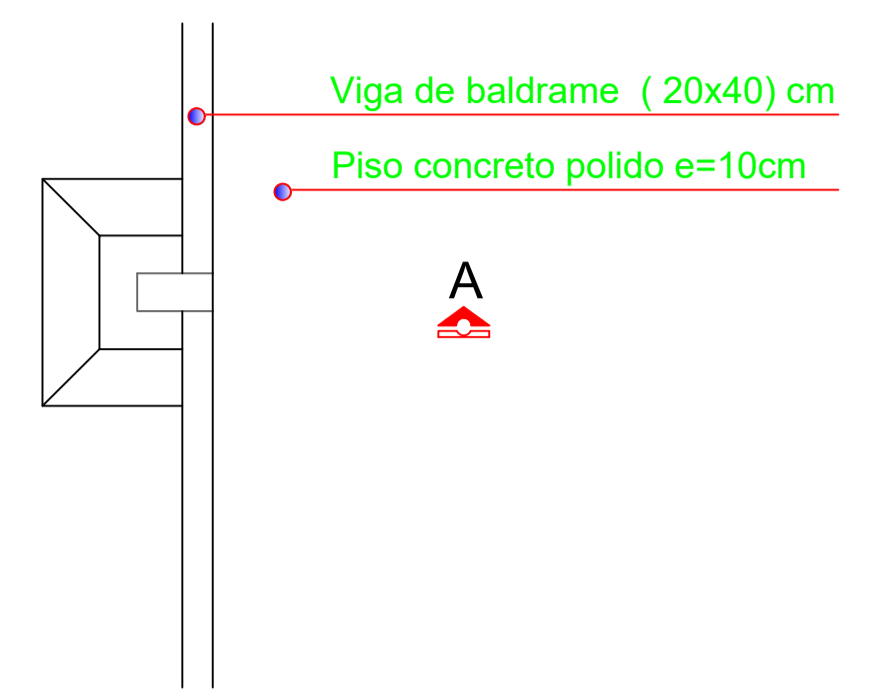 Viga de baldrame ( 20x40) cm
Piso concreto polido e=10cm
A